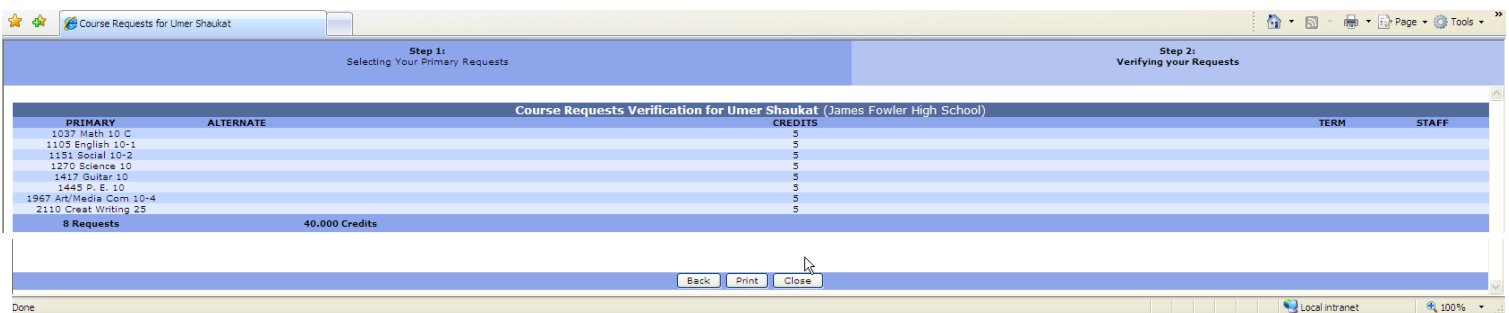 Course Requests for Umer Shaukat
Page Tools »
Step 1:
Selecting Your Primary Requests
Step 2:
Verifying your Requests
Course Requests Verification for Umer Shaukat (James Fowler High School)
PRIMARY ALTERNATE CREDITS TERM STAFF
1037 Math 10 C 5
1105 English 10-1 5
1151 Social 10-2 5
1270 Science 10 5
1417 Guitar 10 5
1445 P. E. 10 5
1967 Art/Media Com 10-4 5
2110 Creat Writing 25 5
8 Requests 40.000 Credits
Back Print Close
Done Local intranet 100%